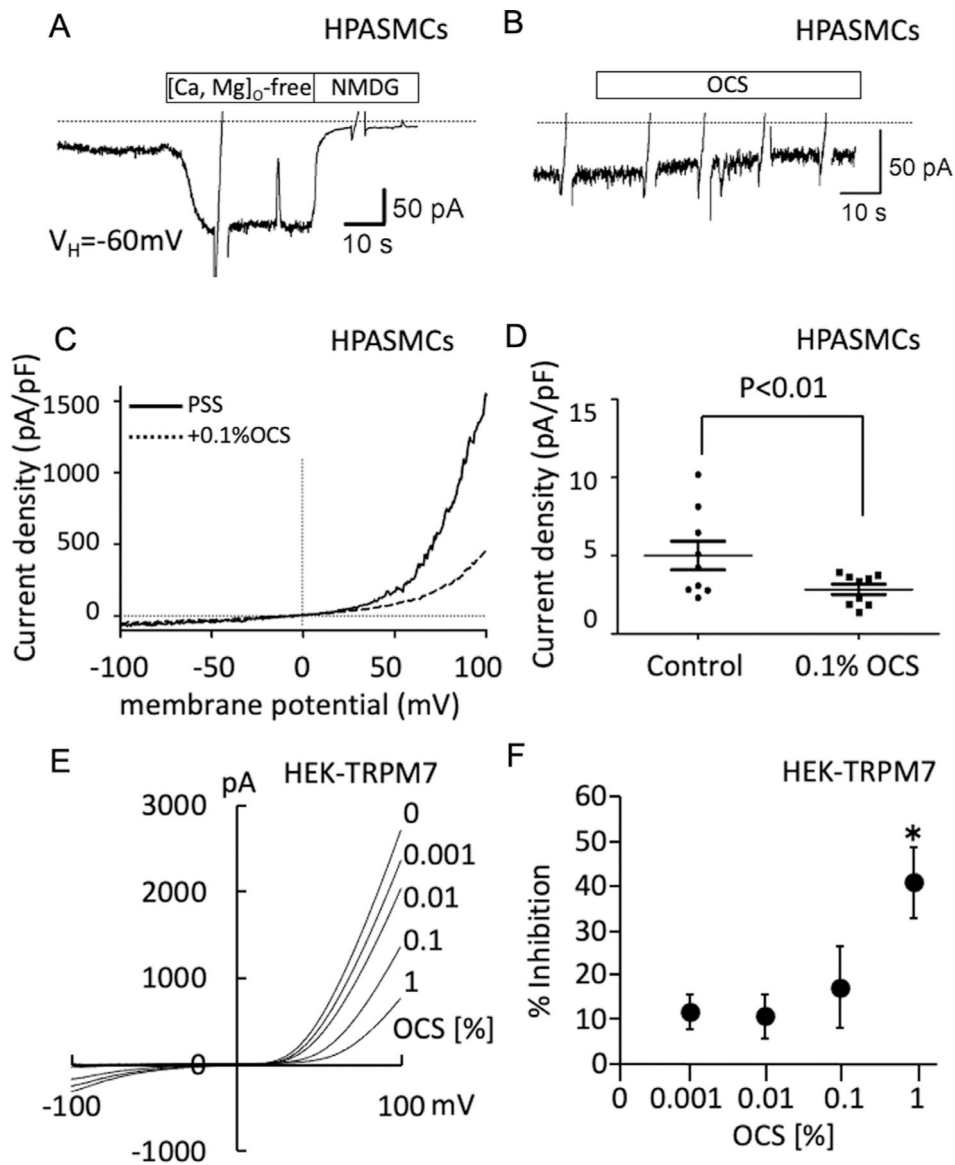 A HPASMCs
[Ca, Mg]O-free NMDG
50 pA
10 s
VH=-60mV
B HPASMCs
OCS
50 pA
10 s
C HPASMCs
Current density (pA/pF)
1500
1000
500
0
PSS
+0.1%OCS
-100 -50 0 50 100
membrane potential (mV)
D HPASMCs
P<0.01
Current density (pA/pF)
15
10
5
0
Control 0.1% OCS
E HEK-TRPM7
pA
3000
2000
1000
0
-1000
0
0.001
0.01
0.1
1
OCS [%]
-100 100 mV
F HEK-TRPM7
% Inhibition
60
50
40
30
20
10
0
*
0 0.001 0.01 0.1 1
OCS [%]